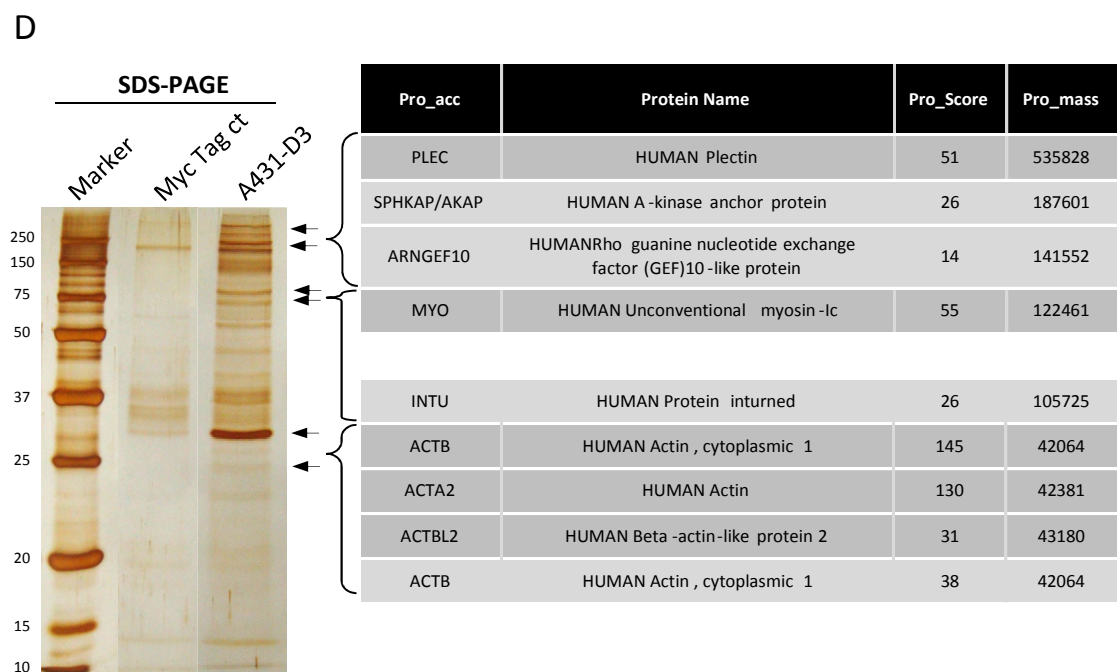 D
SDS-PAGE
Marker
Myc Tag ct
A431-D3
250
150
75
50
37
25
20
15
10
Pro_acc Protein Name Pro_Score Pro_mass
PLEC HUMAN Plectin 51 535828
SPHKAP/AKAP HUMAN A -kinase anchor protein 26 187601
ARNGEF10 HUMANRho guanine nucleotide exchange
factor (GEF)10 -like protein 14 141552
MYO HUMAN Unconventional myosin -Ic 55 122461
INTU HUMAN Protein inturned 26 105725
ACTB HUMAN Actin , cytoplasmic 1 145 42064
ACTA2 HUMAN Actin 130 42381
ACTBL2 HUMAN Beta -actin-like protein 2 31 43180
ACTB HUMAN Actin , cytoplasmic 1 38 42064